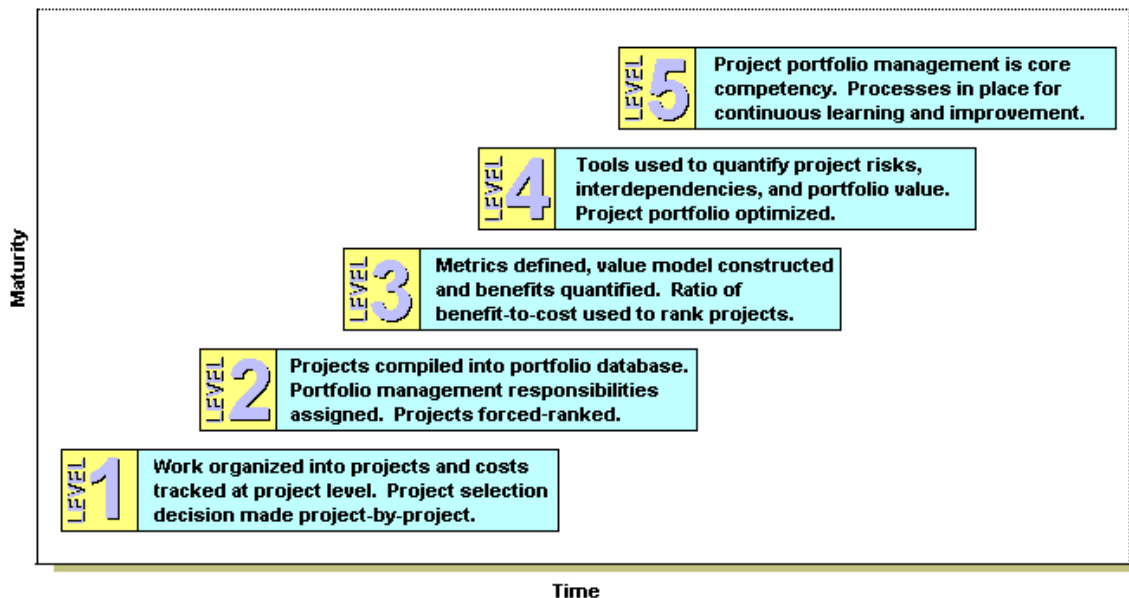 LEVEL 5
Project portfolio management is core
competency. Processes in place for
continuous learning and improvement.
LEVEL 4
Tools used to quantify project risks,
interdependencies, and portfolio value.
Project portfolio optimized.
LEVEL 3
Metrics defined, value model constructed
and benefits quantified. Ratio of
benefit-to-cost used to rank projects.
LEVEL 2
Projects compiled into portfolio database.
Portfolio management responsibilities
assigned. Projects forced-ranked.
LEVEL 1
Work organized into projects and costs
tracked at project level. Project selection
decision made project-by-project.
Maturity
Time